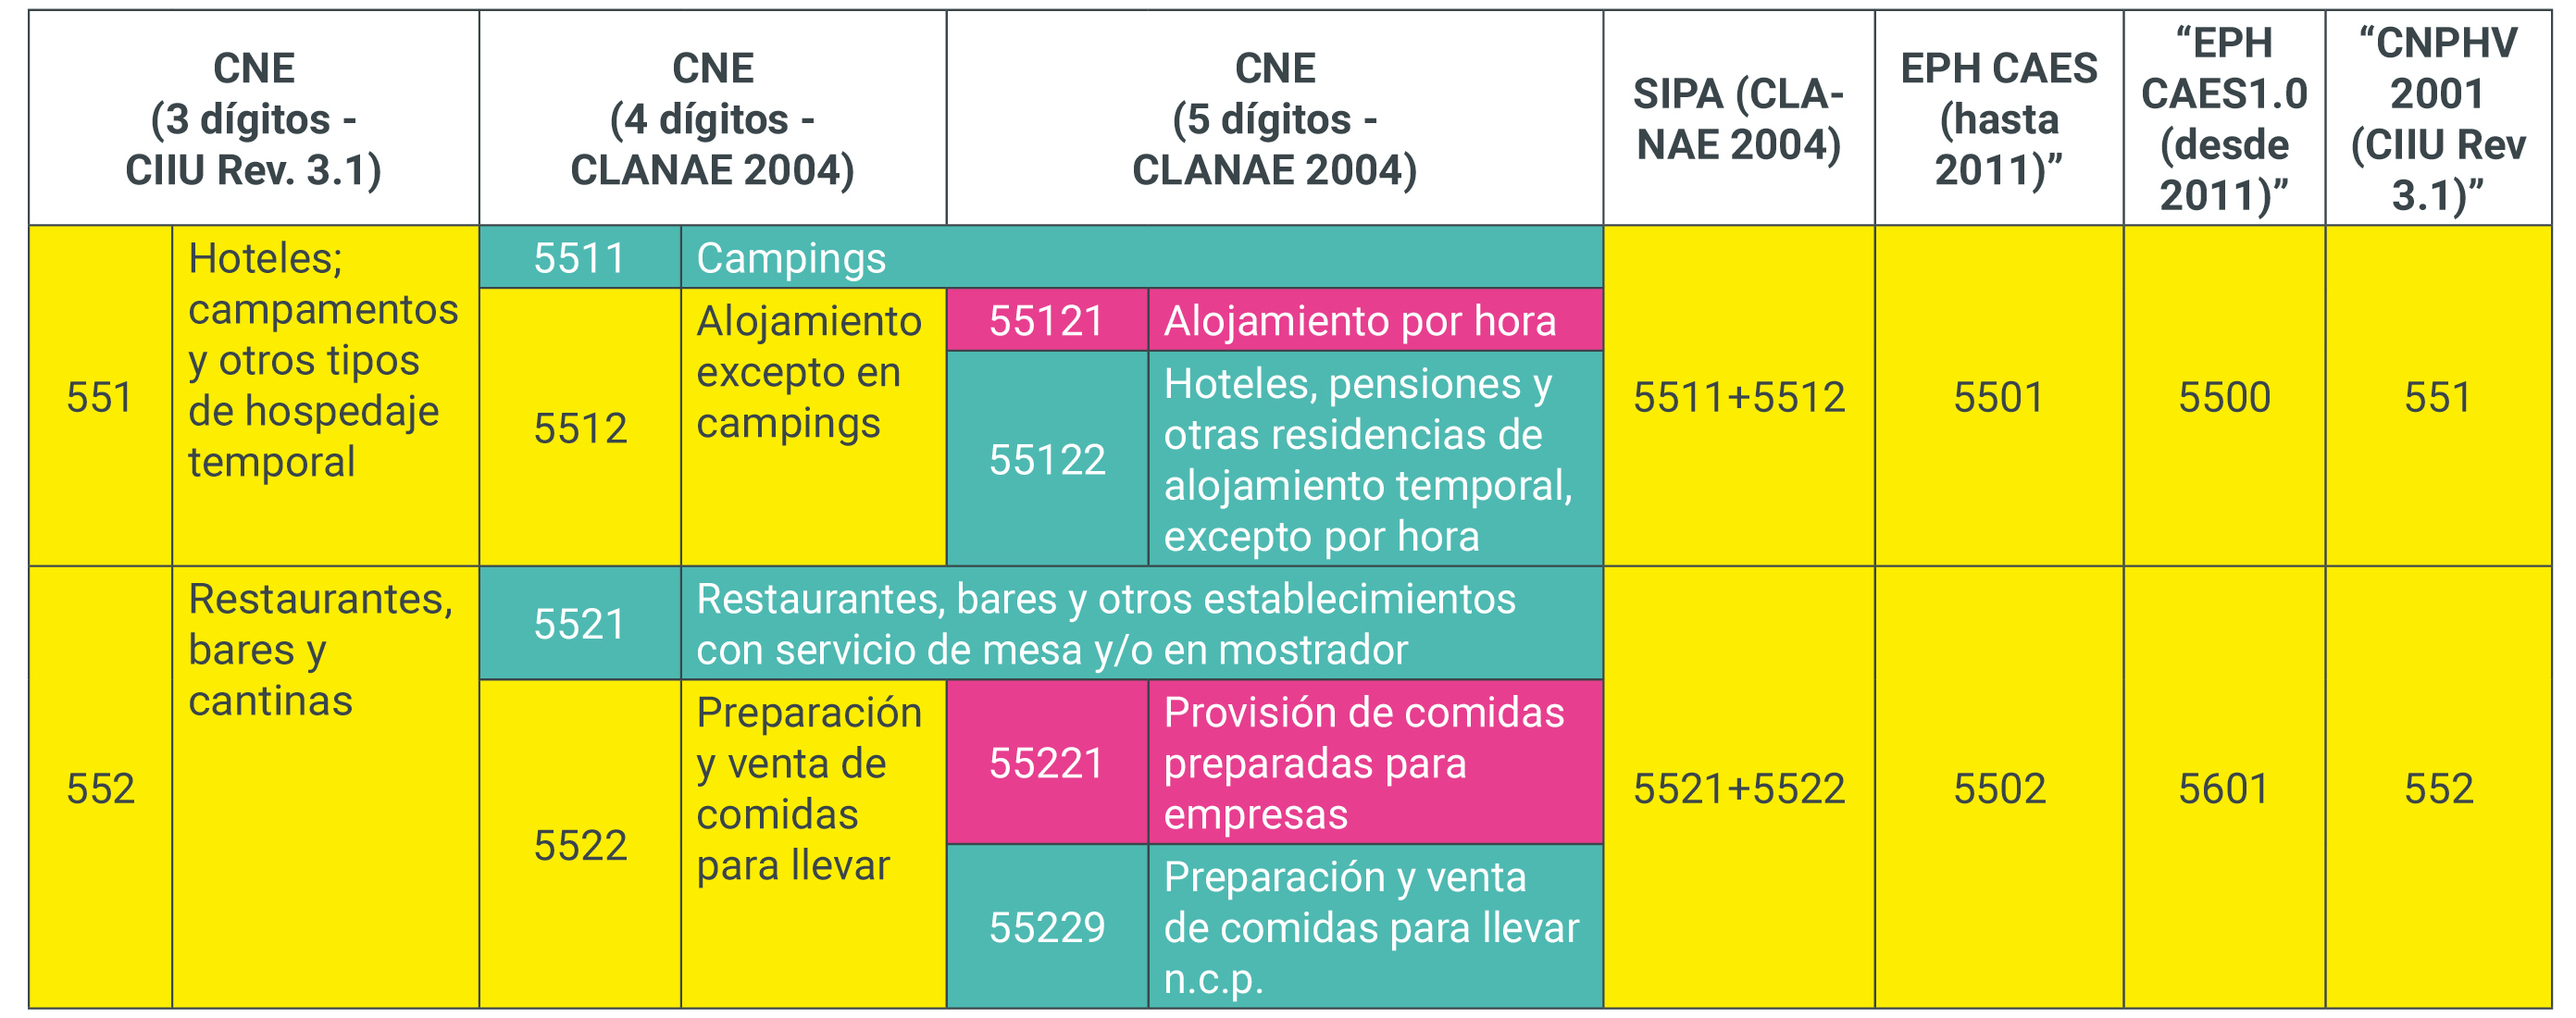 CNE
(3 dígitos -
CIIU Rev. 3.1)
CNE
(4 dígitos -
CLANAE 2004)
CNE
(5 dígitos -
CLANAE 2004)
SIPA (CLA-
NAE 2004)
EPH CAES
(hasta
2011)”
“EPH
CAES1.0
(desde
2011)”
“CNPHV
2001
(CIIU Rev
3.1)”
551
Hoteles;
campamentos
y otros tipos
de hospedaje
temporal
5511
Campings
5512
Alojamiento
excepto en
campings
55121
Alojamiento por hora
55122
Hoteles, pensiones y
otras residencias de
alojamiento temporal,
excepto por hora
5511+5512
5501
5500
551
552
Restaurantes,
bares y
cantinas
5521
Restaurantes, bares y otros establecimientos
con servicio de mesa y/o en mostrador
5522
Preparación
y venta de
comidas
para llevar
55221
Provisión de comidas
preparadas para
empresas
55229
Preparación y venta
de comidas para llevar
n.c.p.
5521+5522
5502
5601
552